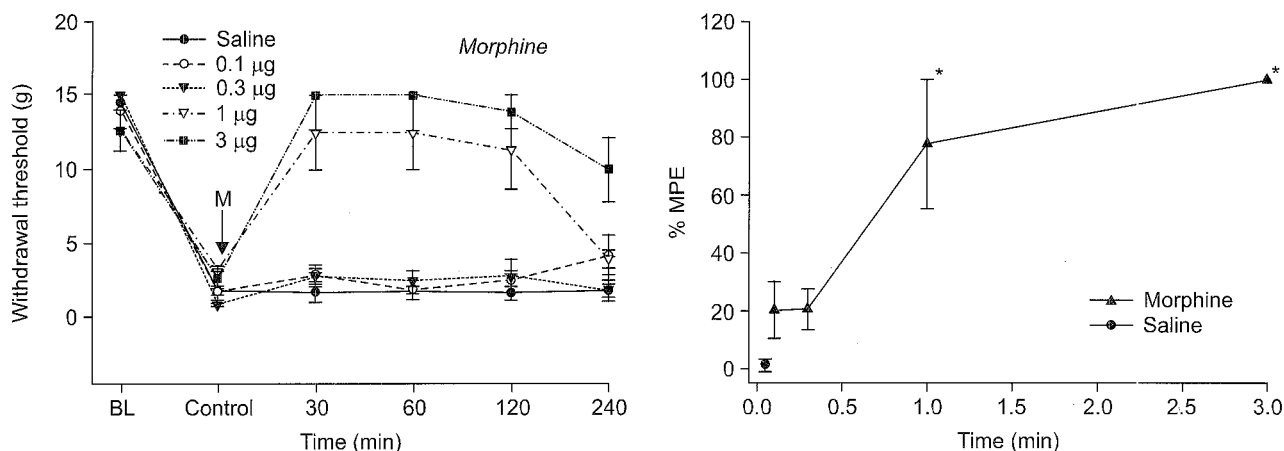 20
15
10
5
0
Withdrawal threshold (g)
Saline
0.1 µg
0.3 µg
1 µg
3 µg
Morphine
M
BL Control 30 60 120 240
Time (min)
100
80
60
40
20
0
% MPE
*
*
Morphine
Saline
0.0 0.5 1.0 1.5 2.0 2.5 3.0
Time (min)